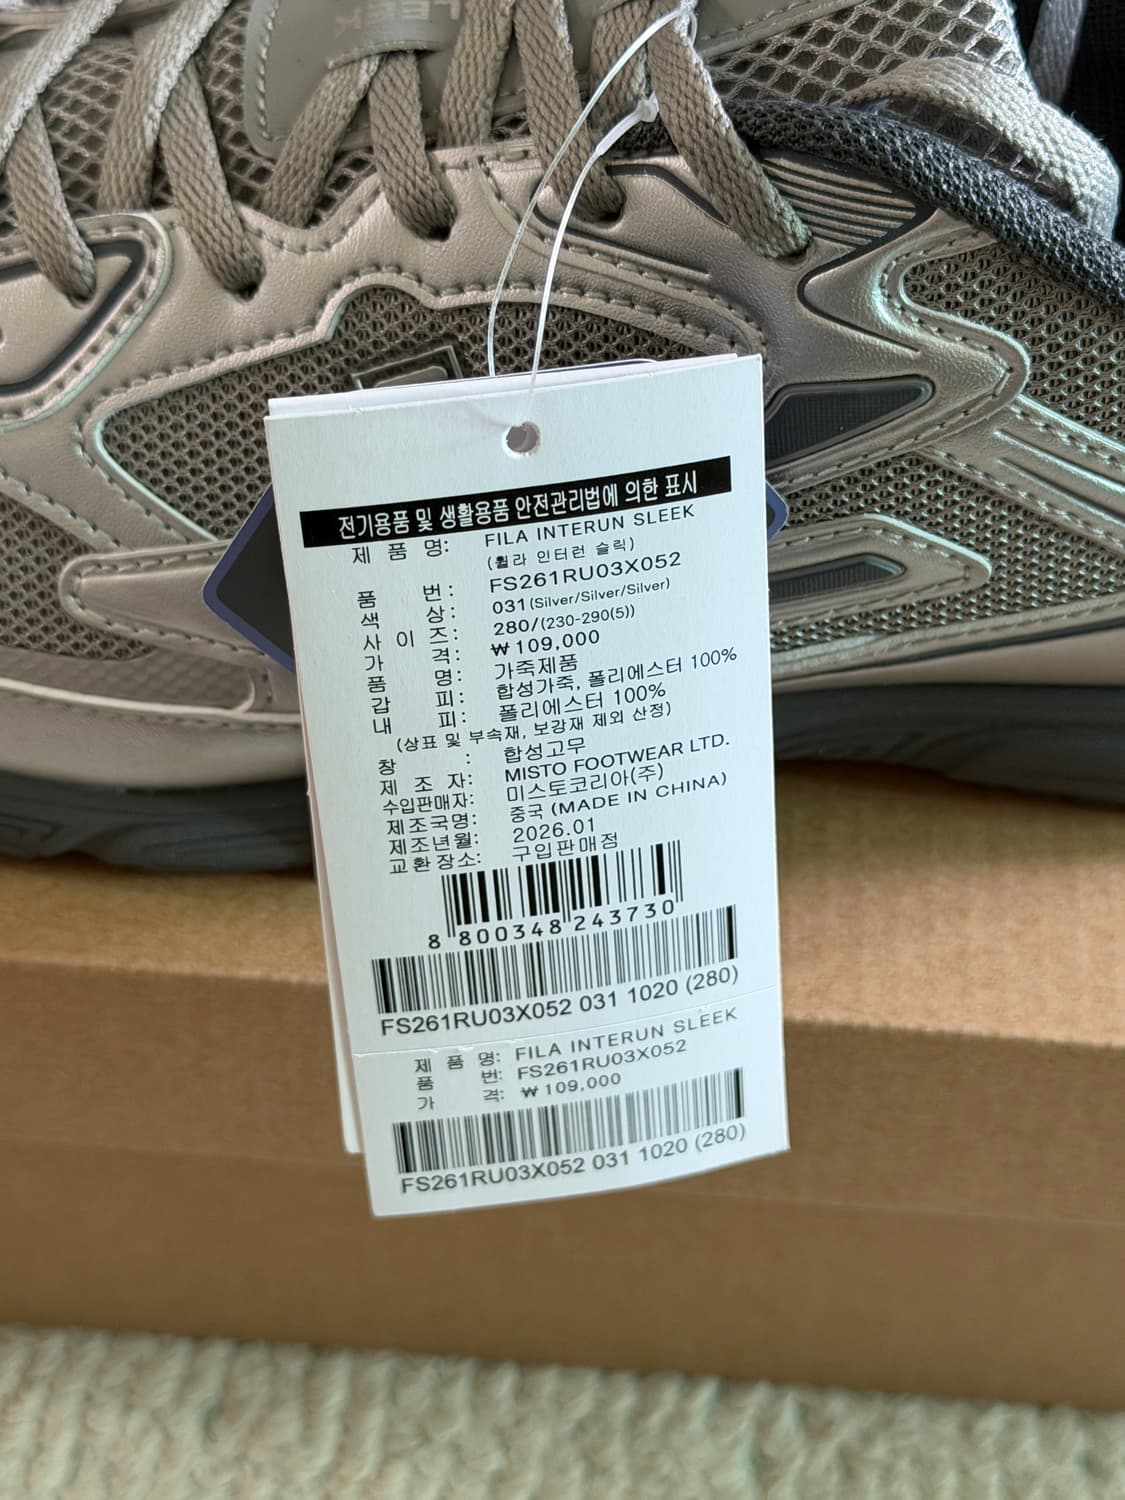 전기용품 및 생활용품 안전관리법에 의한 표시
제 품 명: FILA INTERUN SLEEK
(휠라 인터런 슬릭)
품 번: FS261RU03X052
색 상: 031(Silver/Silver/Silver)
사 이 즈: 280/(230-290(5))
가 격: ₩109,000
품 명: 가죽제품
갑 피: 합성가죽, 폴리에스터 100%
내 피: 폴리에스터 100%
(상표 및 부속재, 보강재 제외 산정)
창 : 합성고무
제 조 자: MISTO FOOTWEAR LTD.
수입판매자: 미스토코리아(주)
제조국명: 중국 (MADE IN CHINA)
제조년월: 2026.01
교환장소: 구입판매점
8 800348 243730
FS261RU03X052 031 1020 (280)
제 품 명: FILA INTERUN SLEEK
품 번: FS261RU03X052
가 격: ₩109,000
FS261RU03X052 031 1020 (280)